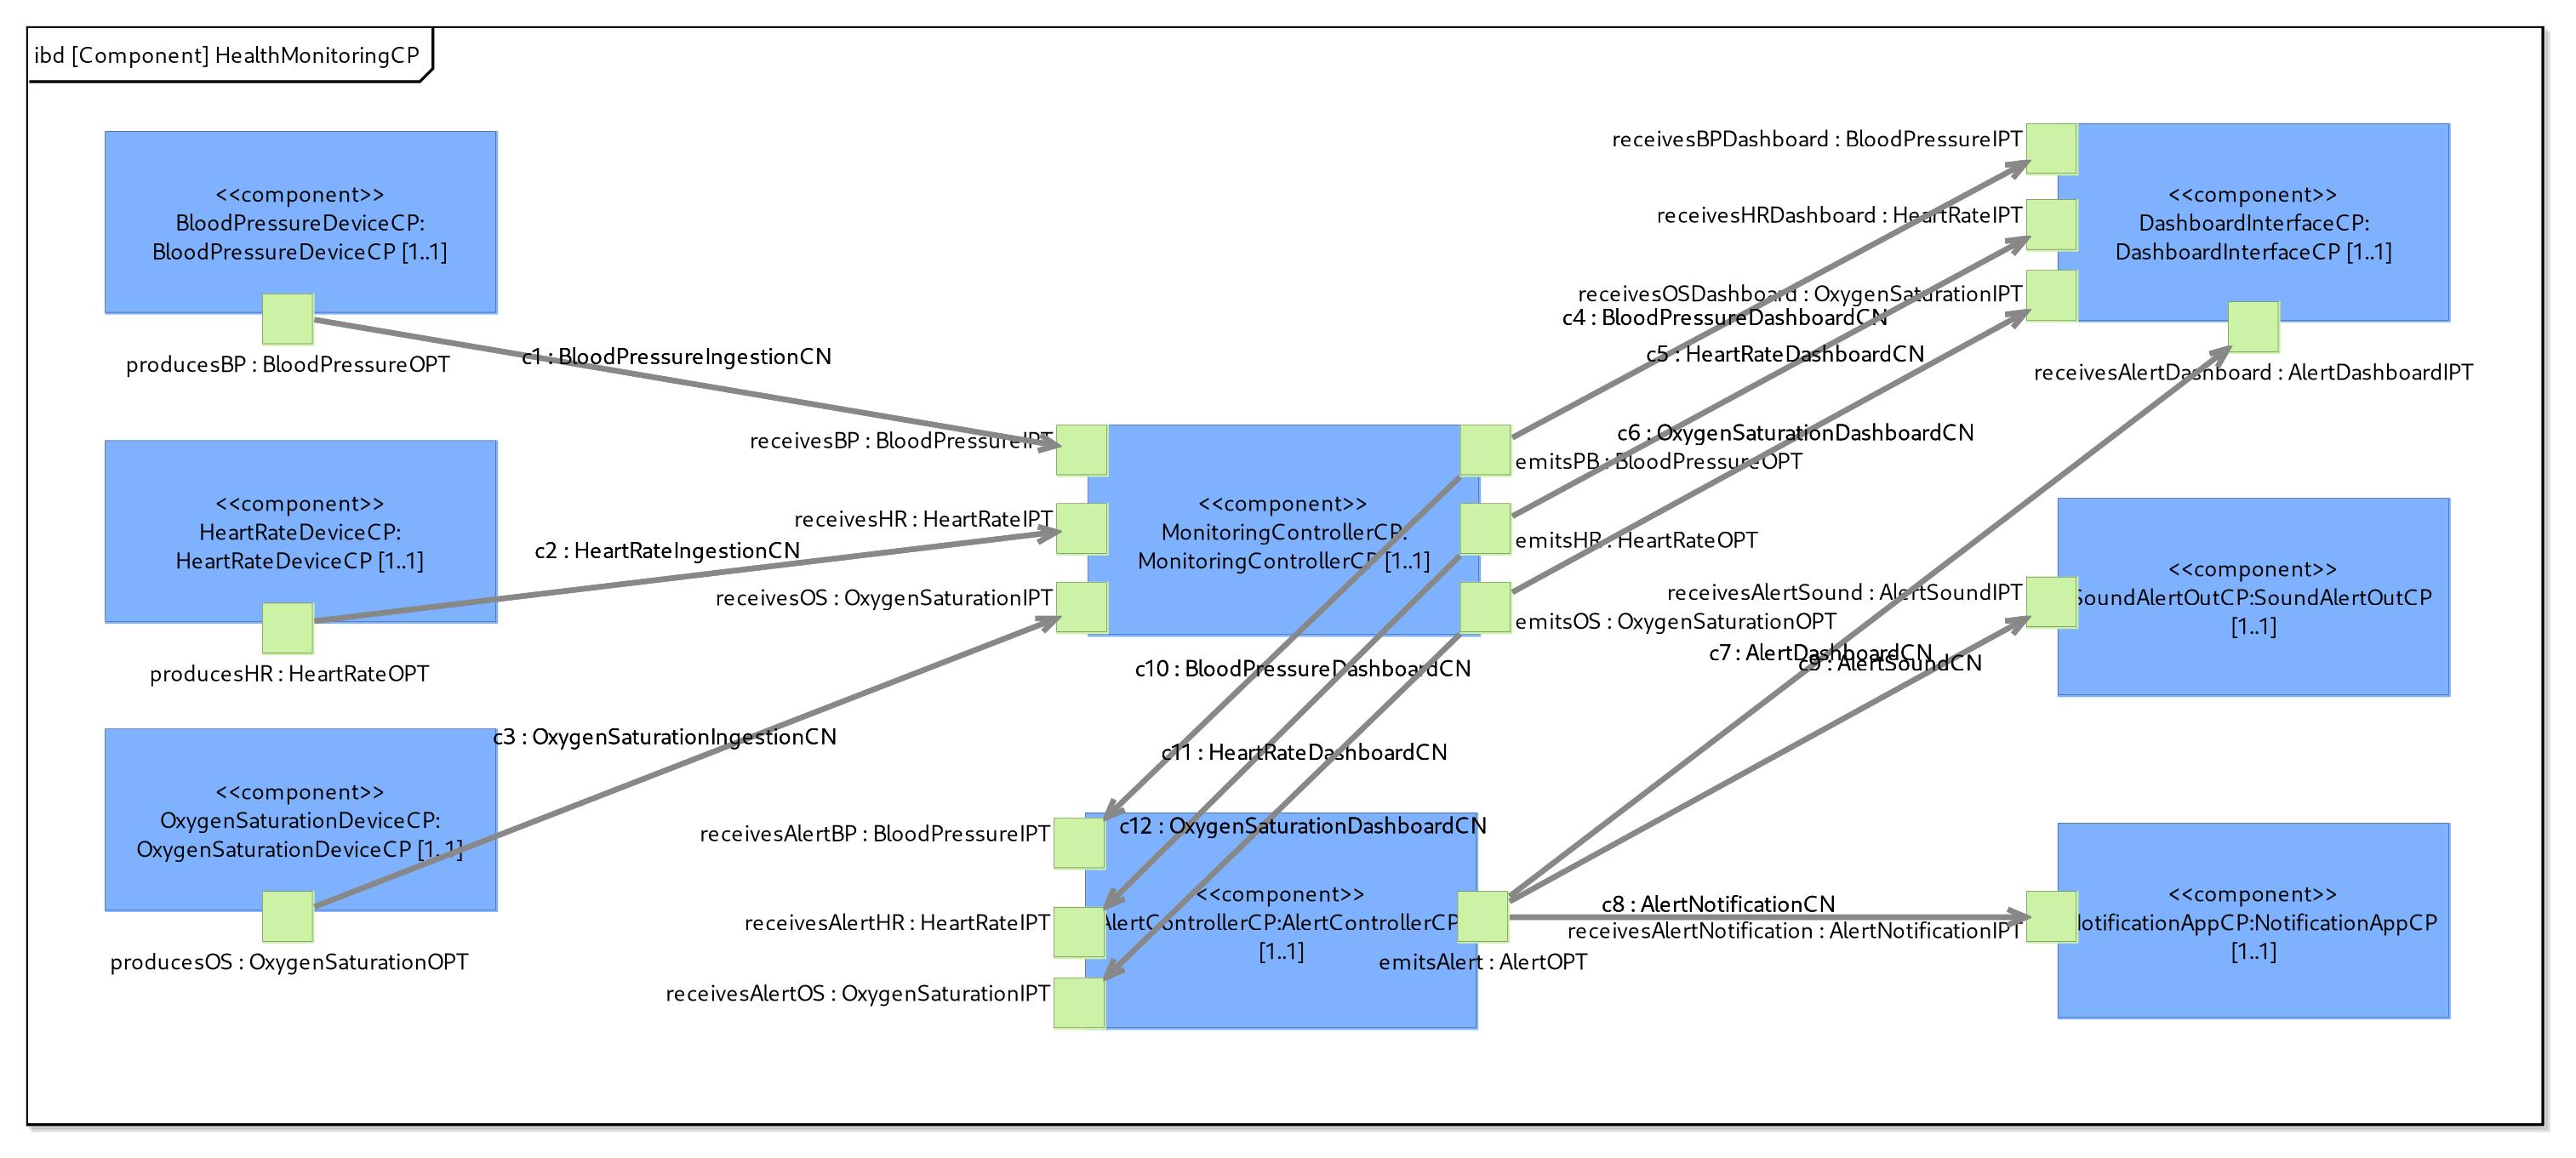 ibd [Component] HealthMonitoringCP
<<component>>
BloodPressureDeviceCP:
BloodPressureDeviceCP [1..1]
producesBP : BloodPressureOPT
c1 : BloodPressureIngestionCN
<<component>>
HeartRateDeviceCP:
HeartRateDeviceCP [1..1]
producesHR : HeartRateOPT
c2 : HeartRateIngestionCN
<<component>>
OxygenSaturationDeviceCP:
OxygenSaturationDeviceCP [1..1]
producesOS : OxygenSaturationOPT
c3 : OxygenSaturationIngestionCN
receivesBP : BloodPressureIPT
receivesHR : HeartRateIPT
receivesOS : OxygenSaturationIPT
<<component>>
MonitoringControllerCP:
MonitoringControllerCP [1..1]
emitsPB : BloodPressureOPT
emitsHR : HeartRateOPT
emitsOS : OxygenSaturationOPT
c10 : BloodPressureDashboardCN
c11 : HeartRateDashboardCN
c12 : OxygenSaturationDashboardCN
receivesAlertBP : BloodPressureIPT
receivesAlertHR : HeartRateIPT
receivesAlertOS : OxygenSaturationIPT
<<component>>
AlertControllerCP:AlertControllerCP
[1..1]
emitsAlert : AlertOPT
receivesBPDashboard : BloodPressureIPT
receivesHRDashboard : HeartRateIPT
receivesOSDashboard : OxygenSaturationIPT
c4 : BloodPressureDashboardCN
c5 : HeartRateDashboardCN
c6 : OxygenSaturationDashboardCN
<<component>>
DashboardInterfaceCP:
DashboardInterfaceCP [1..1]
receivesAlertDashboard : AlertDashboardIPT
receivesAlertSound : AlertSoundIPT
c7 : AlertDashboardCN
c9 : AlertSoundCN
<<component>>
SoundAlertOutCP:SoundAlertOutCP
[1..1]
c8 : AlertNotificationCN
receivesAlertNotification : AlertNotificationIPT
<<component>>
lotificationAppCP:NotificationAppCP
[1..1]